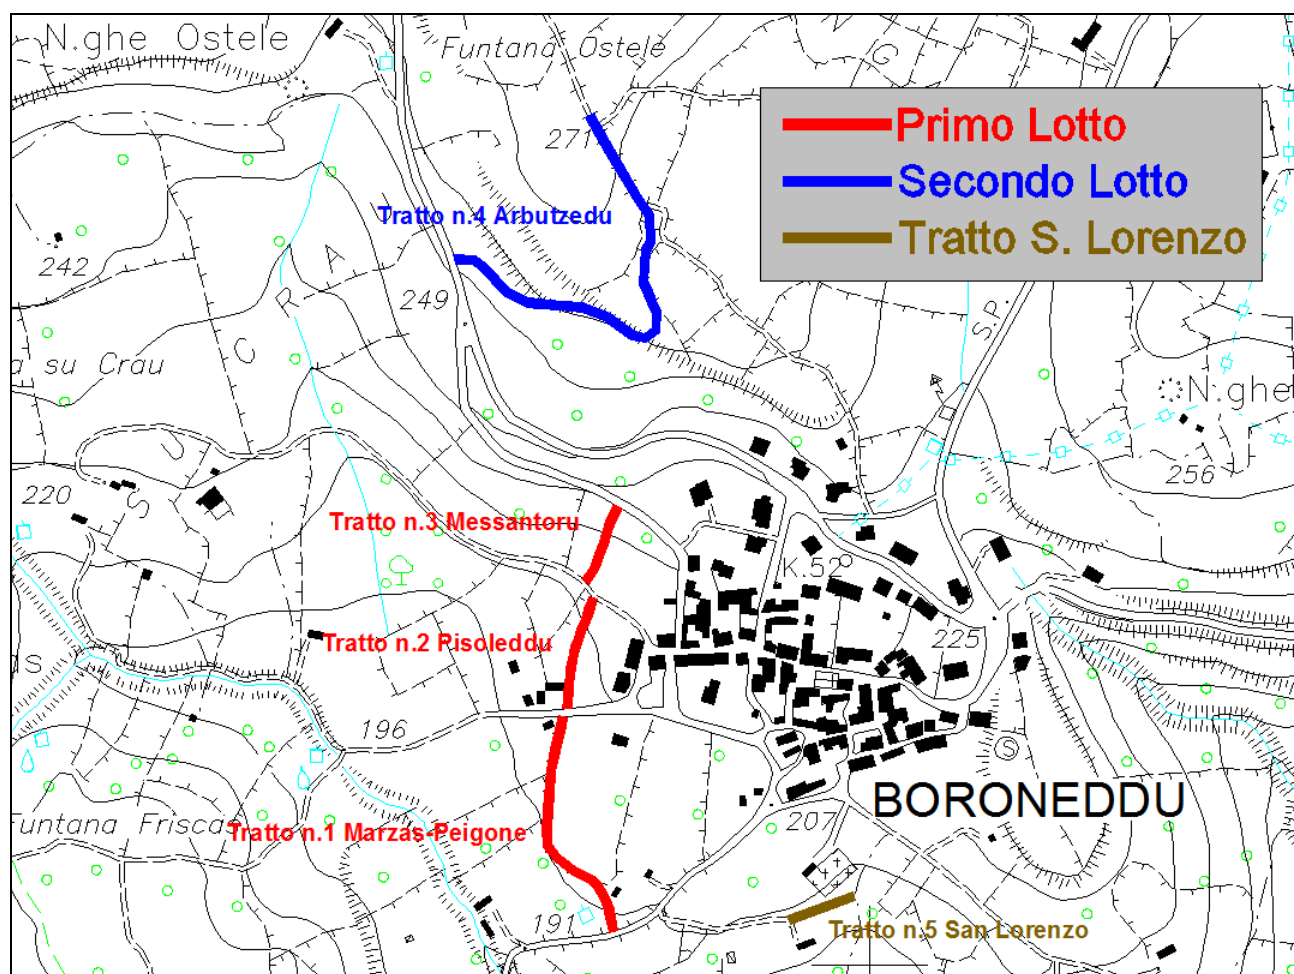 N.ghe Ostele
Funtana Ostele
G
271
Primo Lotto
Secondo Lotto
Tratto S. Lorenzo
Tratto n.4 Arbutzedu
242
A
249
R
C
S.P.
a su Crau
N.ghe
U
220
S
256
Tratto n.3 Messantoru
K.52
Tratto n.2 Pisoleddu
225
as
196
S
BORONEDDU
Funtana Friscas
Tratto n.1 Marzas-Peigone
207
191
Tratto n.5 San Lorenzo